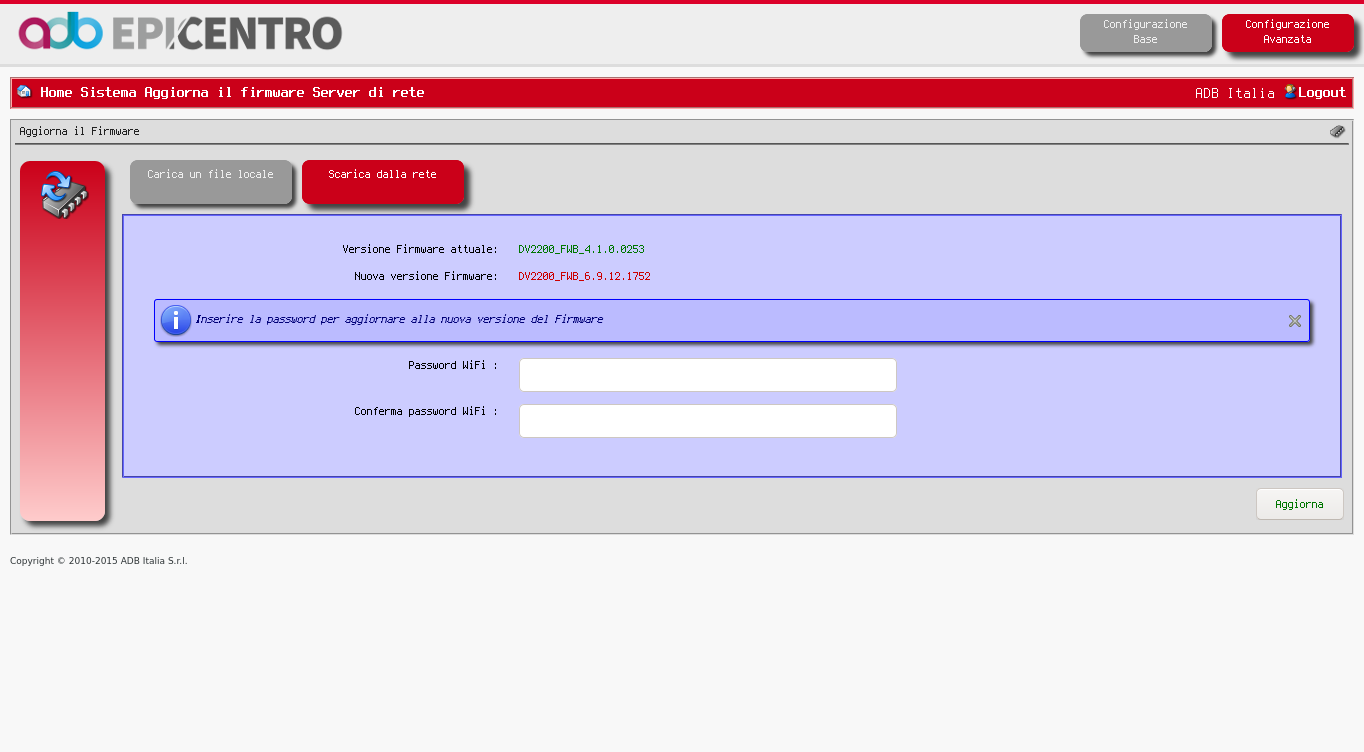 adb EPICENTRO
Configurazione
Base
Configurazione
Avanzata
Home Sistema Aggiorna il firmware Server di rete
ADB Italia Logout
Aggiorna il Firmware
Carica un file locale
Scarica dalla rete
Versione Firmware attuale: DV2200_FWB_4.1.0.0253
Nuova versione Firmware: DV2200_FWB_6.9.12.1752
Inserire la password per aggiornare alla nuova versione del Firmware
Password WiFi :
Conferma password WiFi :
Aggiorna
Copyright © 2010-2015 ADB Italia S.r.l.